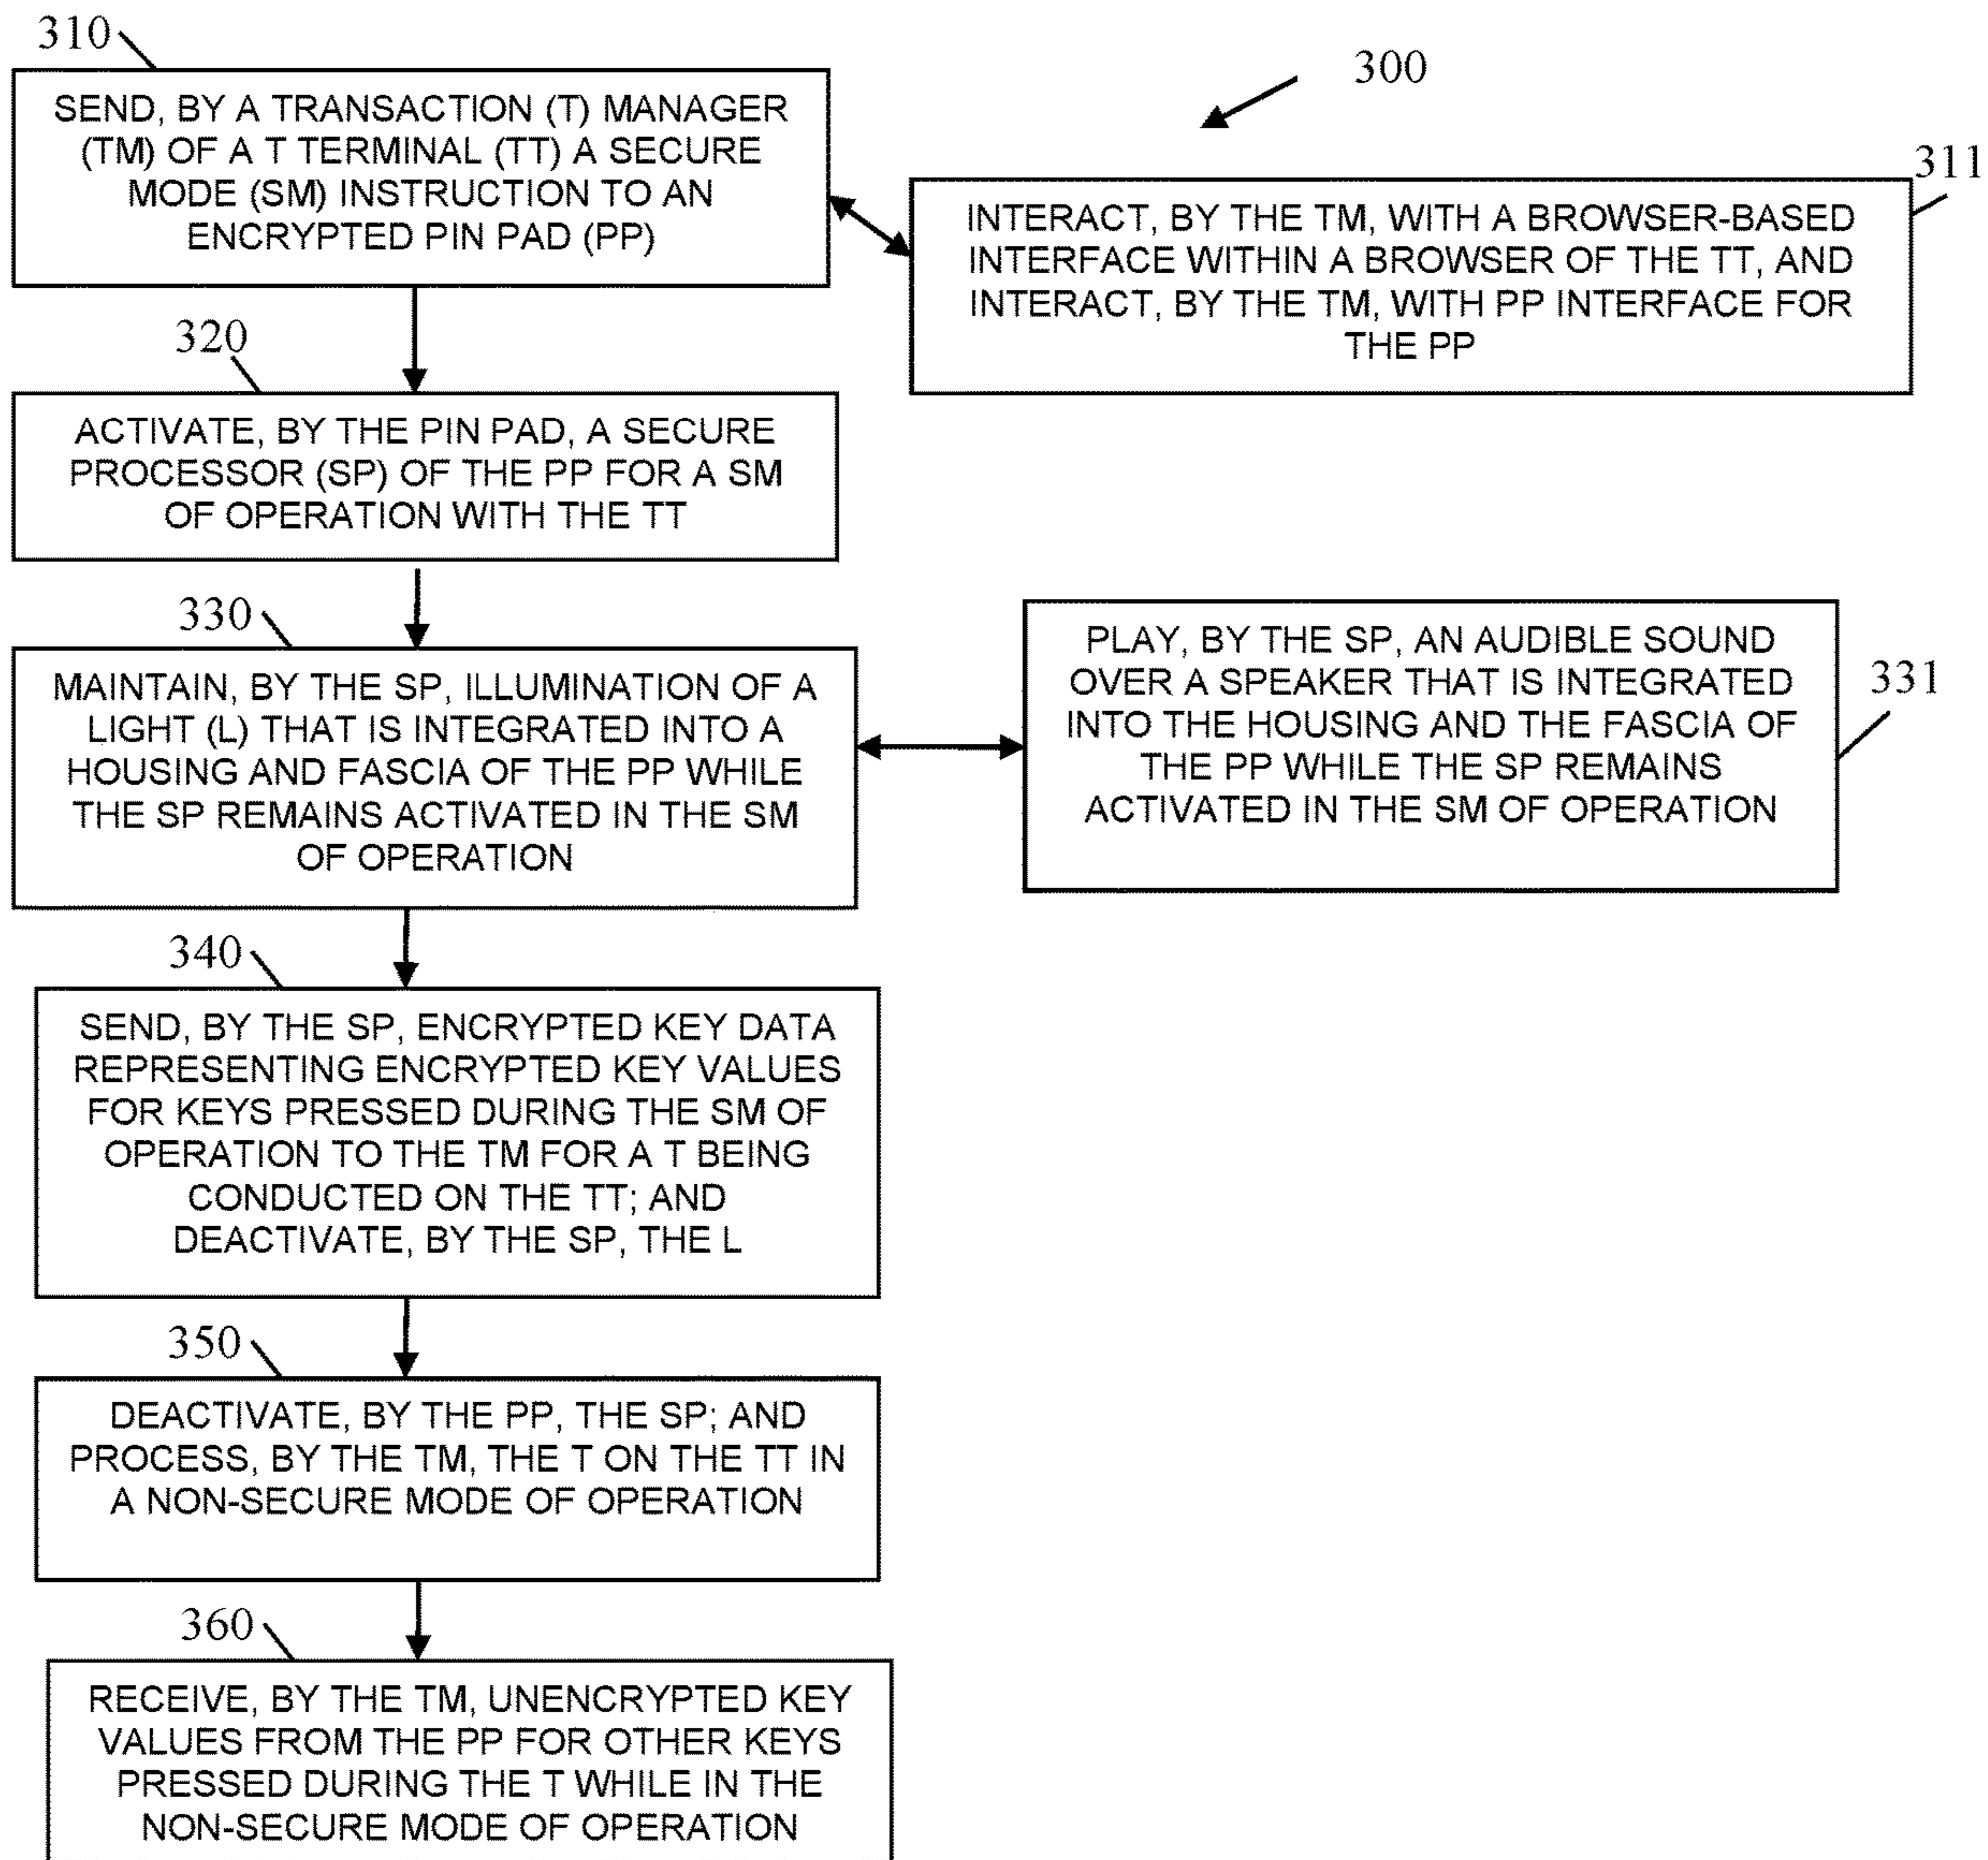 310
SEND, BY A TRANSACTION (T) MANAGER
(TM) OF A T TERMINAL (TT) A SECURE
MODE (SM) INSTRUCTION TO AN
ENCRYPTED PIN PAD (PP)
300
311
INTERACT, BY THE TM, WITH A BROWSER-BASED
INTERFACE WITHIN A BROWSER OF THE TT, AND
INTERACT, BY THE TM, WITH PP INTERFACE FOR
THE PP
320
ACTIVATE, BY THE PIN PAD, A SECURE
PROCESSOR (SP) OF THE PP FOR A SM
OF OPERATION WITH THE TT
330
MAINTAIN, BY THE SP, ILLUMINATION OF A
LIGHT (L) THAT IS INTEGRATED INTO A
HOUSING AND FASCIA OF THE PP WHILE
THE SP REMAINS ACTIVATED IN THE SM
OF OPERATION
331
PLAY, BY THE SP, AN AUDIBLE SOUND
OVER A SPEAKER THAT IS INTEGRATED
INTO THE HOUSING AND THE FASCIA OF
THE PP WHILE THE SP REMAINS
ACTIVATED IN THE SM OF OPERATION
340
SEND, BY THE SP, ENCRYPTED KEY DATA
REPRESENTING ENCRYPTED KEY VALUES
FOR KEYS PRESSED DURING THE SM OF
OPERATION TO THE TM FOR A T BEING
CONDUCTED ON THE TT; AND
DEACTIVATE, BY THE SP, THE L
350
DEACTIVATE, BY THE PP, THE SP; AND
PROCESS, BY THE TM, THE T ON THE TT IN
A NON-SECURE MODE OF OPERATION
360
RECEIVE, BY THE TM, UNENCRYPTED KEY
VALUES FROM THE PP FOR OTHER KEYS
PRESSED DURING THE T WHILE IN THE
NON-SECURE MODE OF OPERATION